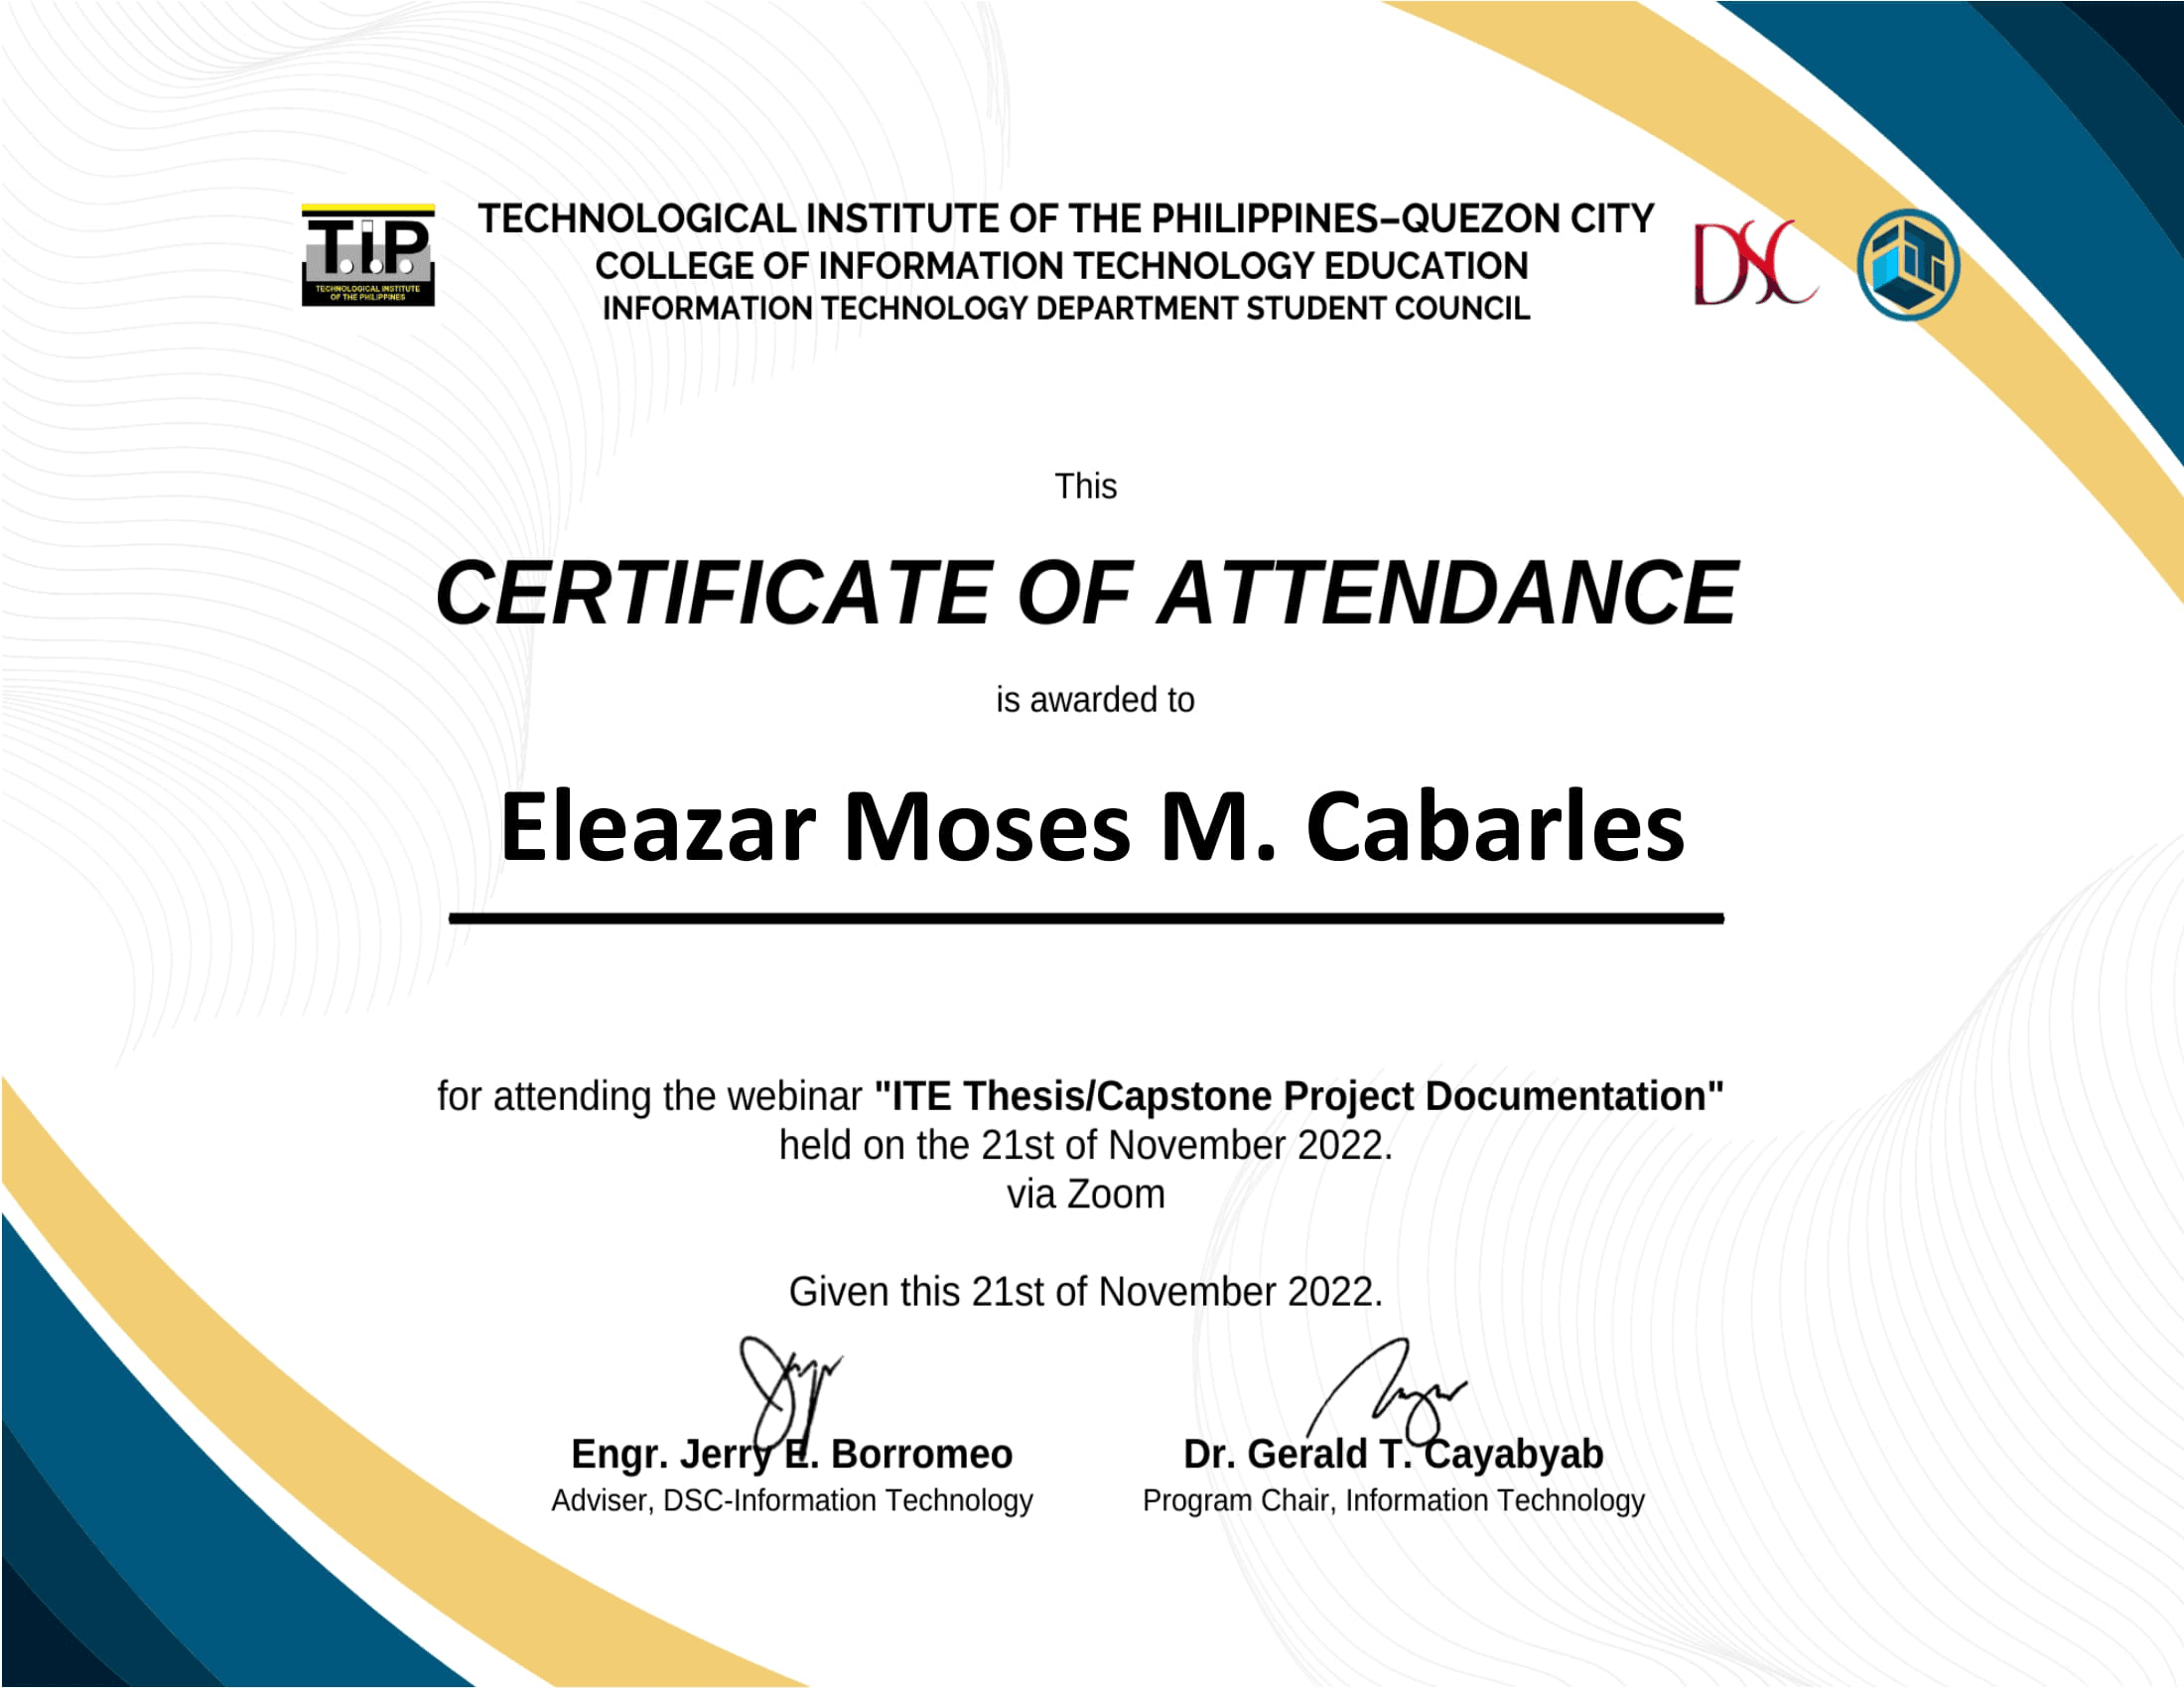 T.I.P.
TECHNOLOGICAL INSTITUTE
OF THE PHILIPPINES
TECHNOLOGICAL INSTITUTE OF THE PHILIPPINES–QUEZON CITY
COLLEGE OF INFORMATION TECHNOLOGY EDUCATION
INFORMATION TECHNOLOGY DEPARTMENT STUDENT COUNCIL
DSC
This
CERTIFICATE OF ATTENDANCE
is awarded to
Eleazar Moses M. Cabarles
for attending the webinar "ITE Thesis/Capstone Project Documentation"
held on the 21st of November 2022.
via Zoom
Given this 21st of November 2022.
Engr. Jerry E. Borromeo
Adviser, DSC-Information Technology
Dr. Gerald T. Cayabyab
Program Chair, Information Technology